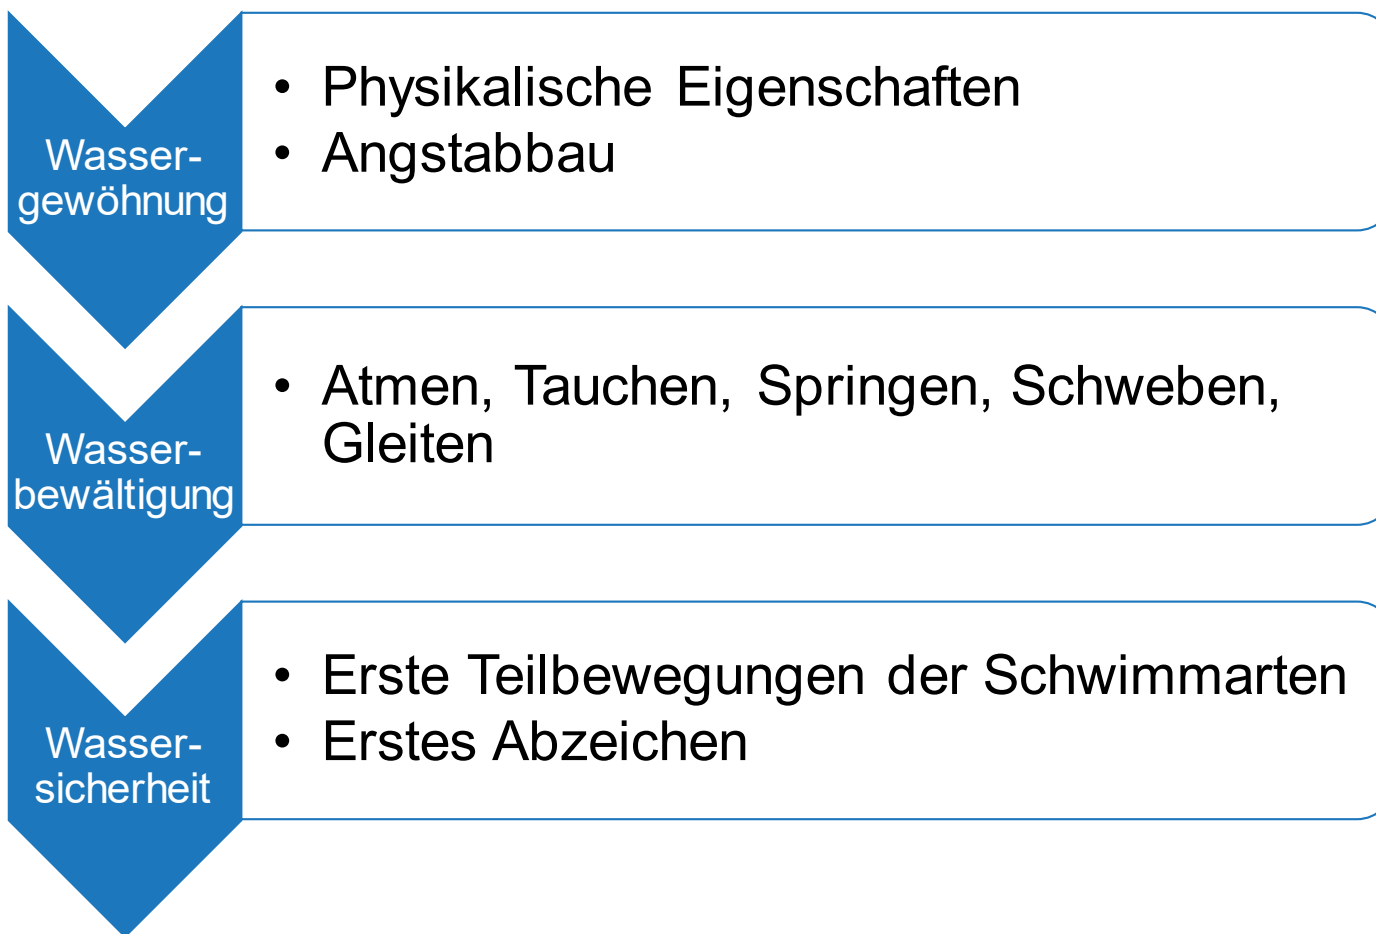 Wasser-
gewöhnung
• Physikalische Eigenschaften
• Angstabbau
Wasser-
bewältigung
• Atmen, Tauchen, Springen, Schweben,
Gleiten
Wasser-
sicherheit
• Erste Teilbewegungen der Schwimmarten
• Erstes Abzeichen